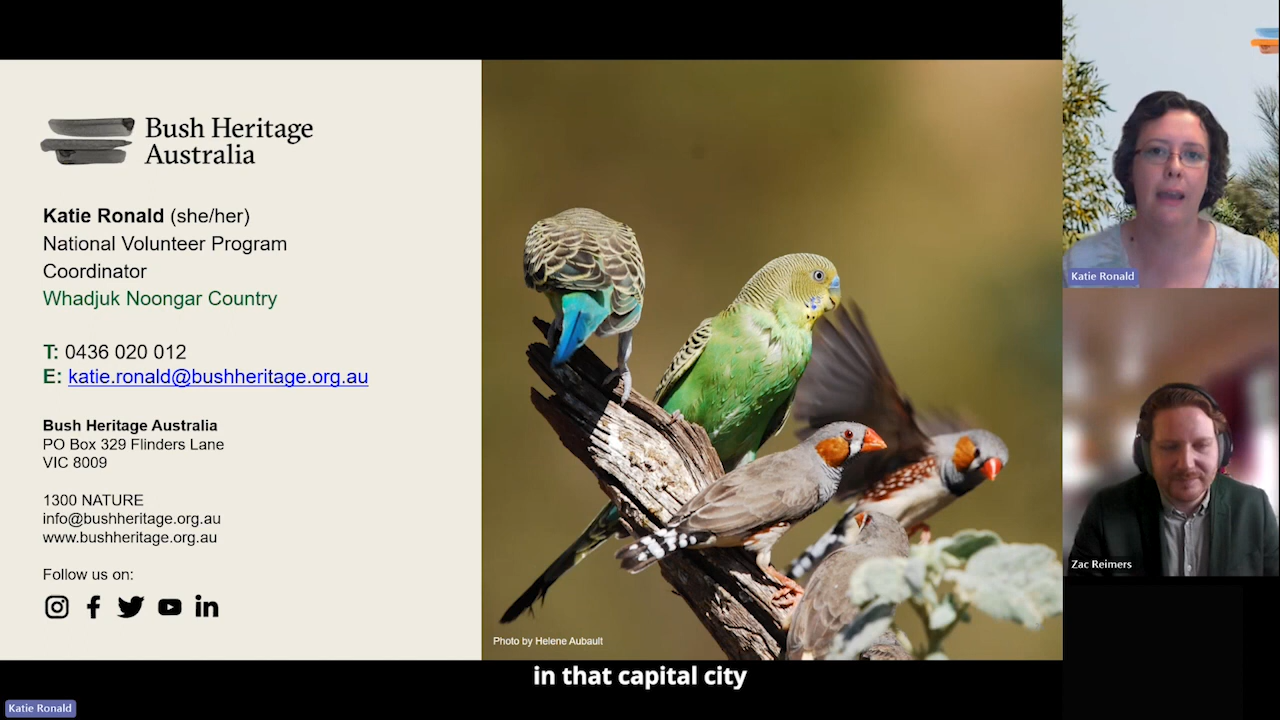 Bush Heritage
Australia
Katie Ronald (she/her)
National Volunteer Program
Coordinator
Whadjuk Noongar Country
T: 0436 020 012
E: katie.ronald@bushheritage.org.au
Bush Heritage Australia
PO Box 329 Flinders Lane
VIC 8009
1300 NATURE
info@bushheritage.org.au
www.bushheritage.org.au
Follow us on:
Photo by Helene Aubault
Katie Ronald
Zac Reimers
in that capital city
Katie Ronald